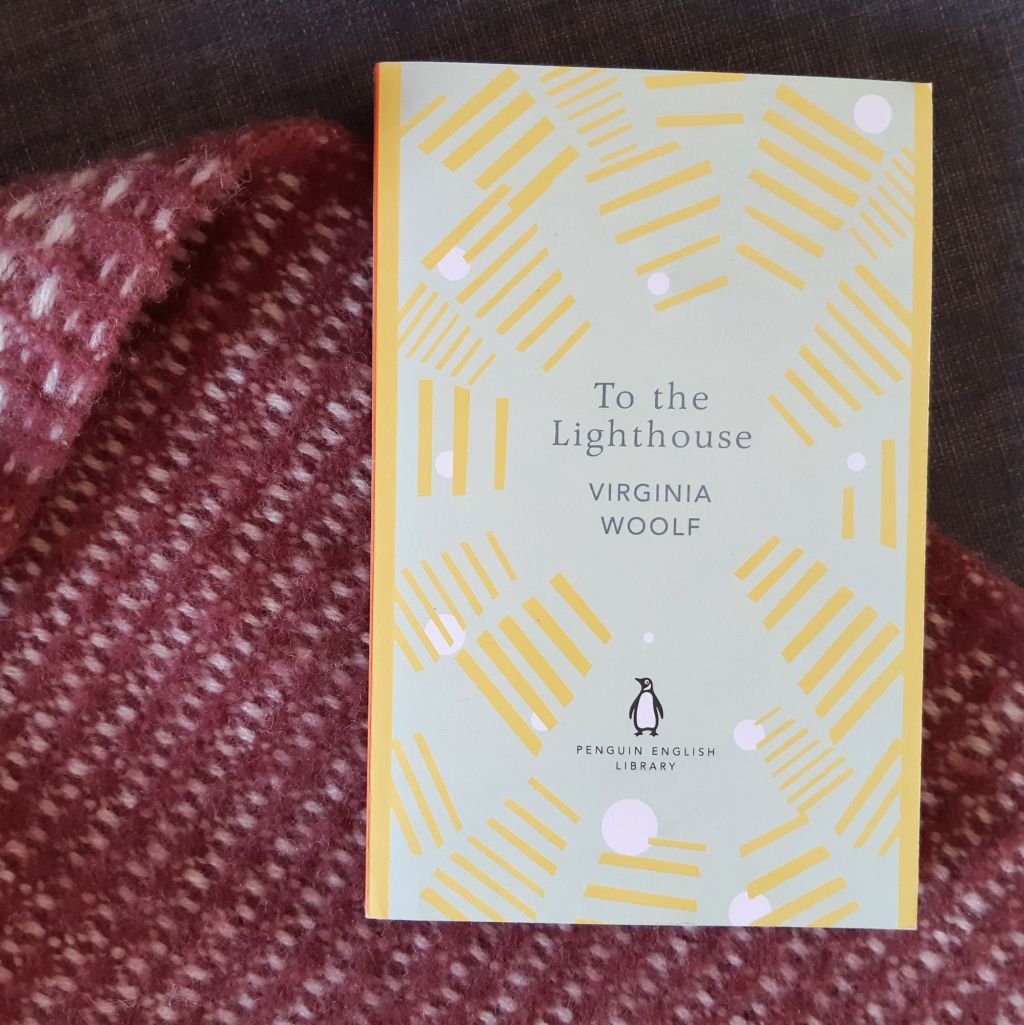 To the
Lighthouse
VIRGINIA
WOOLF
PENGUIN ENGLISH
LIBRARY